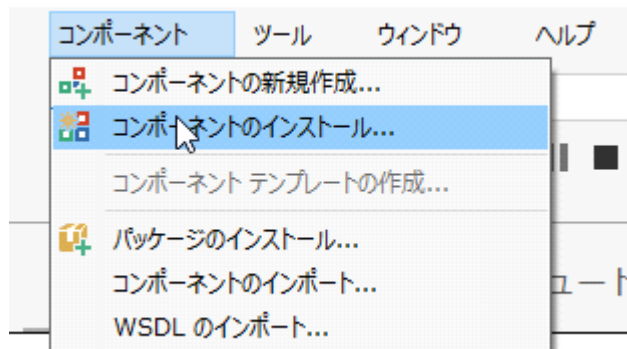 コンポーネント ツール ウィンドウ ヘルプ
コンポーネントの新規作成...
コンポーネントのインストール...
コンポーネント テンプレートの作成...
パッケージのインストール...
コンポーネントのインポート...
ュート
WSDL のインポート...